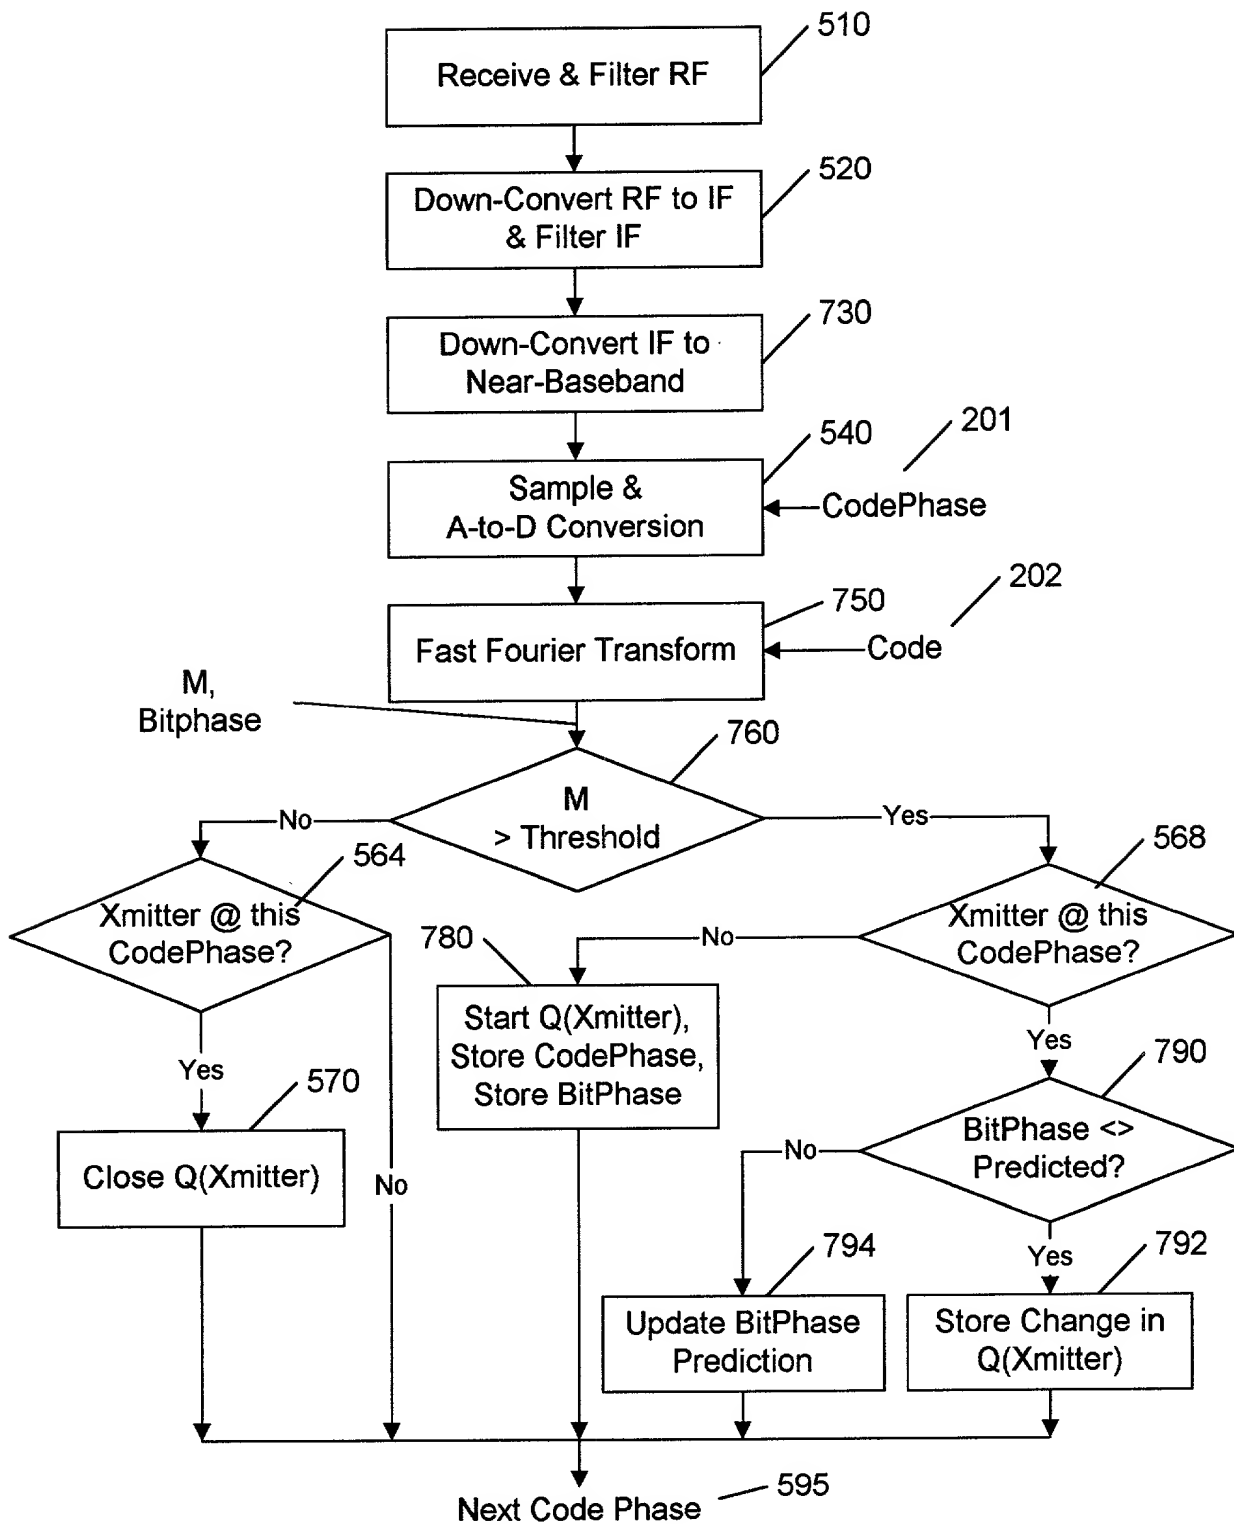 510
Receive & Filter RF
520
Down-Convert RF to IF
& Filter IF
730
Down-Convert IF to
Near-Baseband
540
201
Sample &
A-to-D Conversion
CodePhase
750
202
Fast Fourier Transform
Code
M,
Bitphase
760
M
> Threshold
No
Yes
564
568
Xmitter @ this
CodePhase?
Xmitter @ this
CodePhase?
780
No
Start Q(Xmitter),
Store CodePhase,
Store BitPhase
Yes
Yes
570
790
Close Q(Xmitter)
No
BitPhase <>
Predicted?
No
794
Yes
792
Update BitPhase
Prediction
Store Change in
Q(Xmitter)
Next Code Phase
595